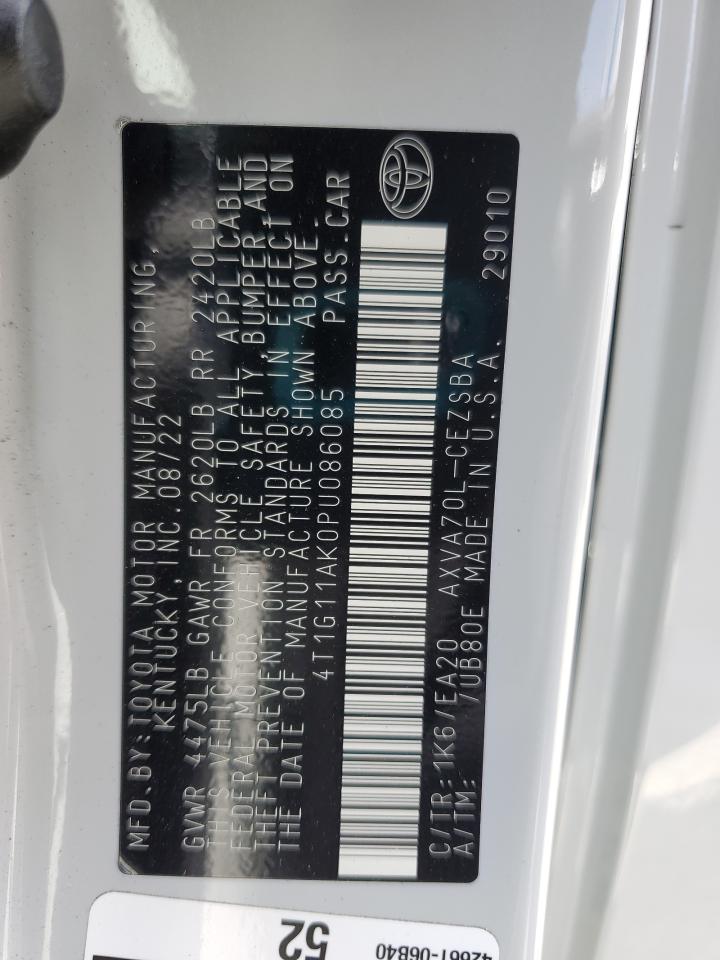 MFD.BY:TOYOTA MOTOR MANUFACTURING,
KENTUCKY,INC.08/22
GVWR 4475LB GAWR FR 2620LB RR 2420LB
THIS VEHICLE CONFORMS TO ALL APPLICABLE
FEDERAL MOTOR VEHICLE SAFETY, BUMPER,AND
THEFT PREVENTION STANDARDS IN EFFECT ON
THE DATE OF MANUFACTURE SHOWN ABOVE.
4T1G11AK0PU086085 PASS.CAR
C/TR:1K6/EA20 AXVA70L-CEZSBA
A/TM: /UB80E MADE IN U.S.A. 29010
52
42661-06B40